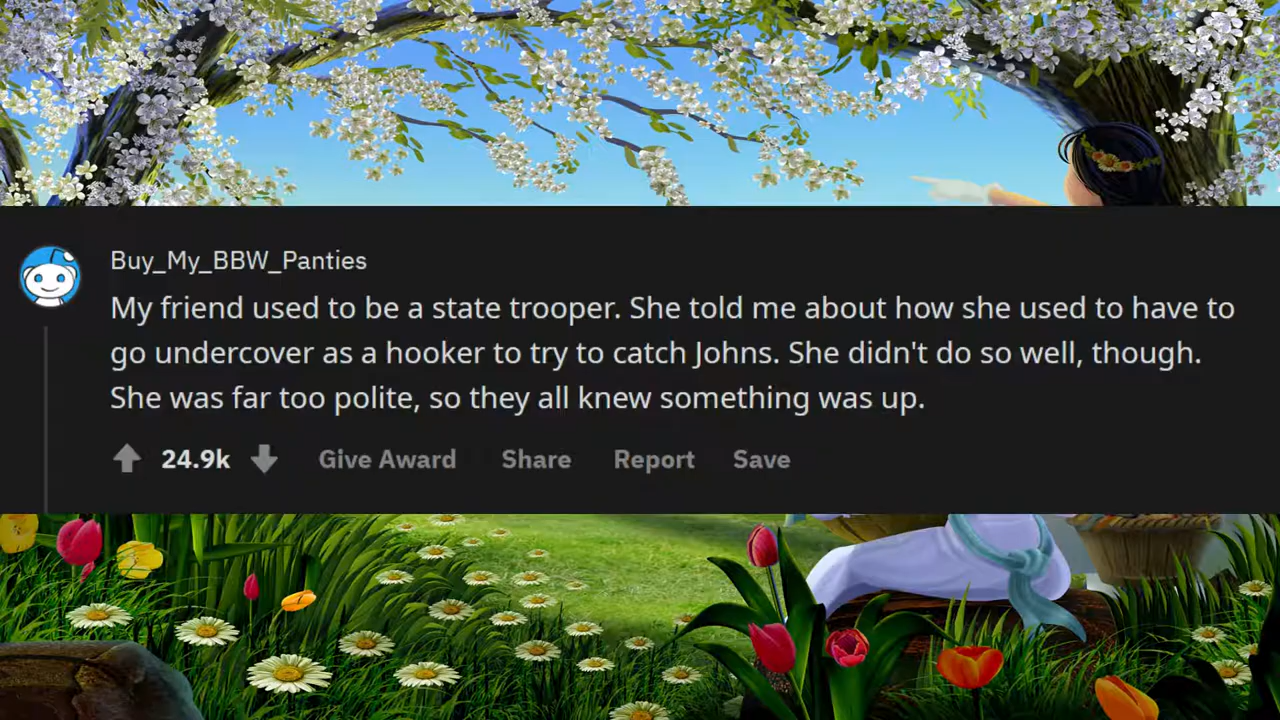 Buy_My_BBW_Panties
My friend used to be a state trooper. She told me about how she used to have to
go undercover as a hooker to try to catch Johns. She didn't do so well, though.
She was far too polite, so they all knew something was up.
24.9k Give Award Share Report Save